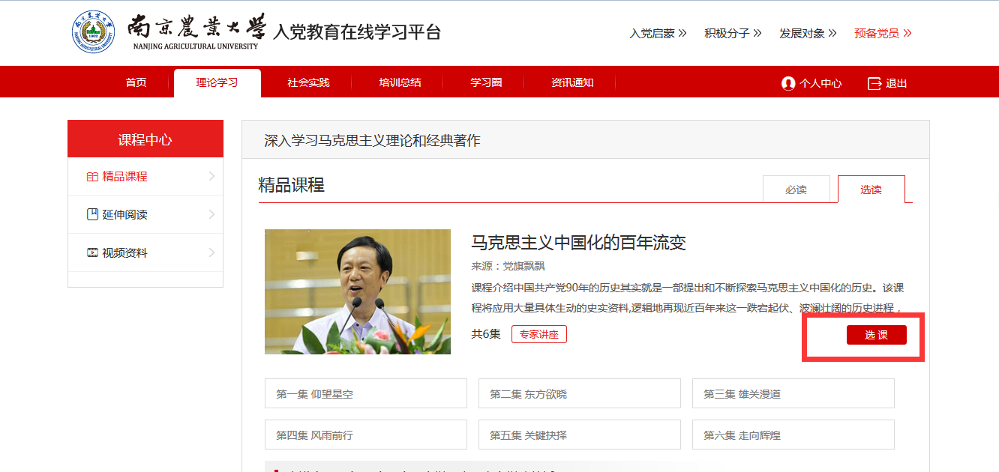 南京農業大學
NANJING AGRICULTURAL UNIVERSITY
入党教育在线学习平台
入党启蒙 积极分子 发展对象 预备党员
首页 理论学习 社会实践 培训总结 学习圈 资讯通知 个人中心 退出
课程中心
精品课程
延伸阅读
视频资料
深入学习马克思主义理论和经典著作
精品课程 必读 选读
马克思主义中国化的百年流变
来源：党旗飘飘
课程介绍中国共产党90年的历史其实就是一部提出和不断探索马克思主义中国化的历史。该课
程将应用大量具体生动的史实资料,逻辑地再现近百年来这一跌宕起伏、波澜壮阔的历史进程，
共6集 专家讲座 选 课
第一集 仰望星空 第二集 东方欲晓 第三集 雄关漫道
第四集 风雨前行 第五集 关键抉择 第六集 走向辉煌